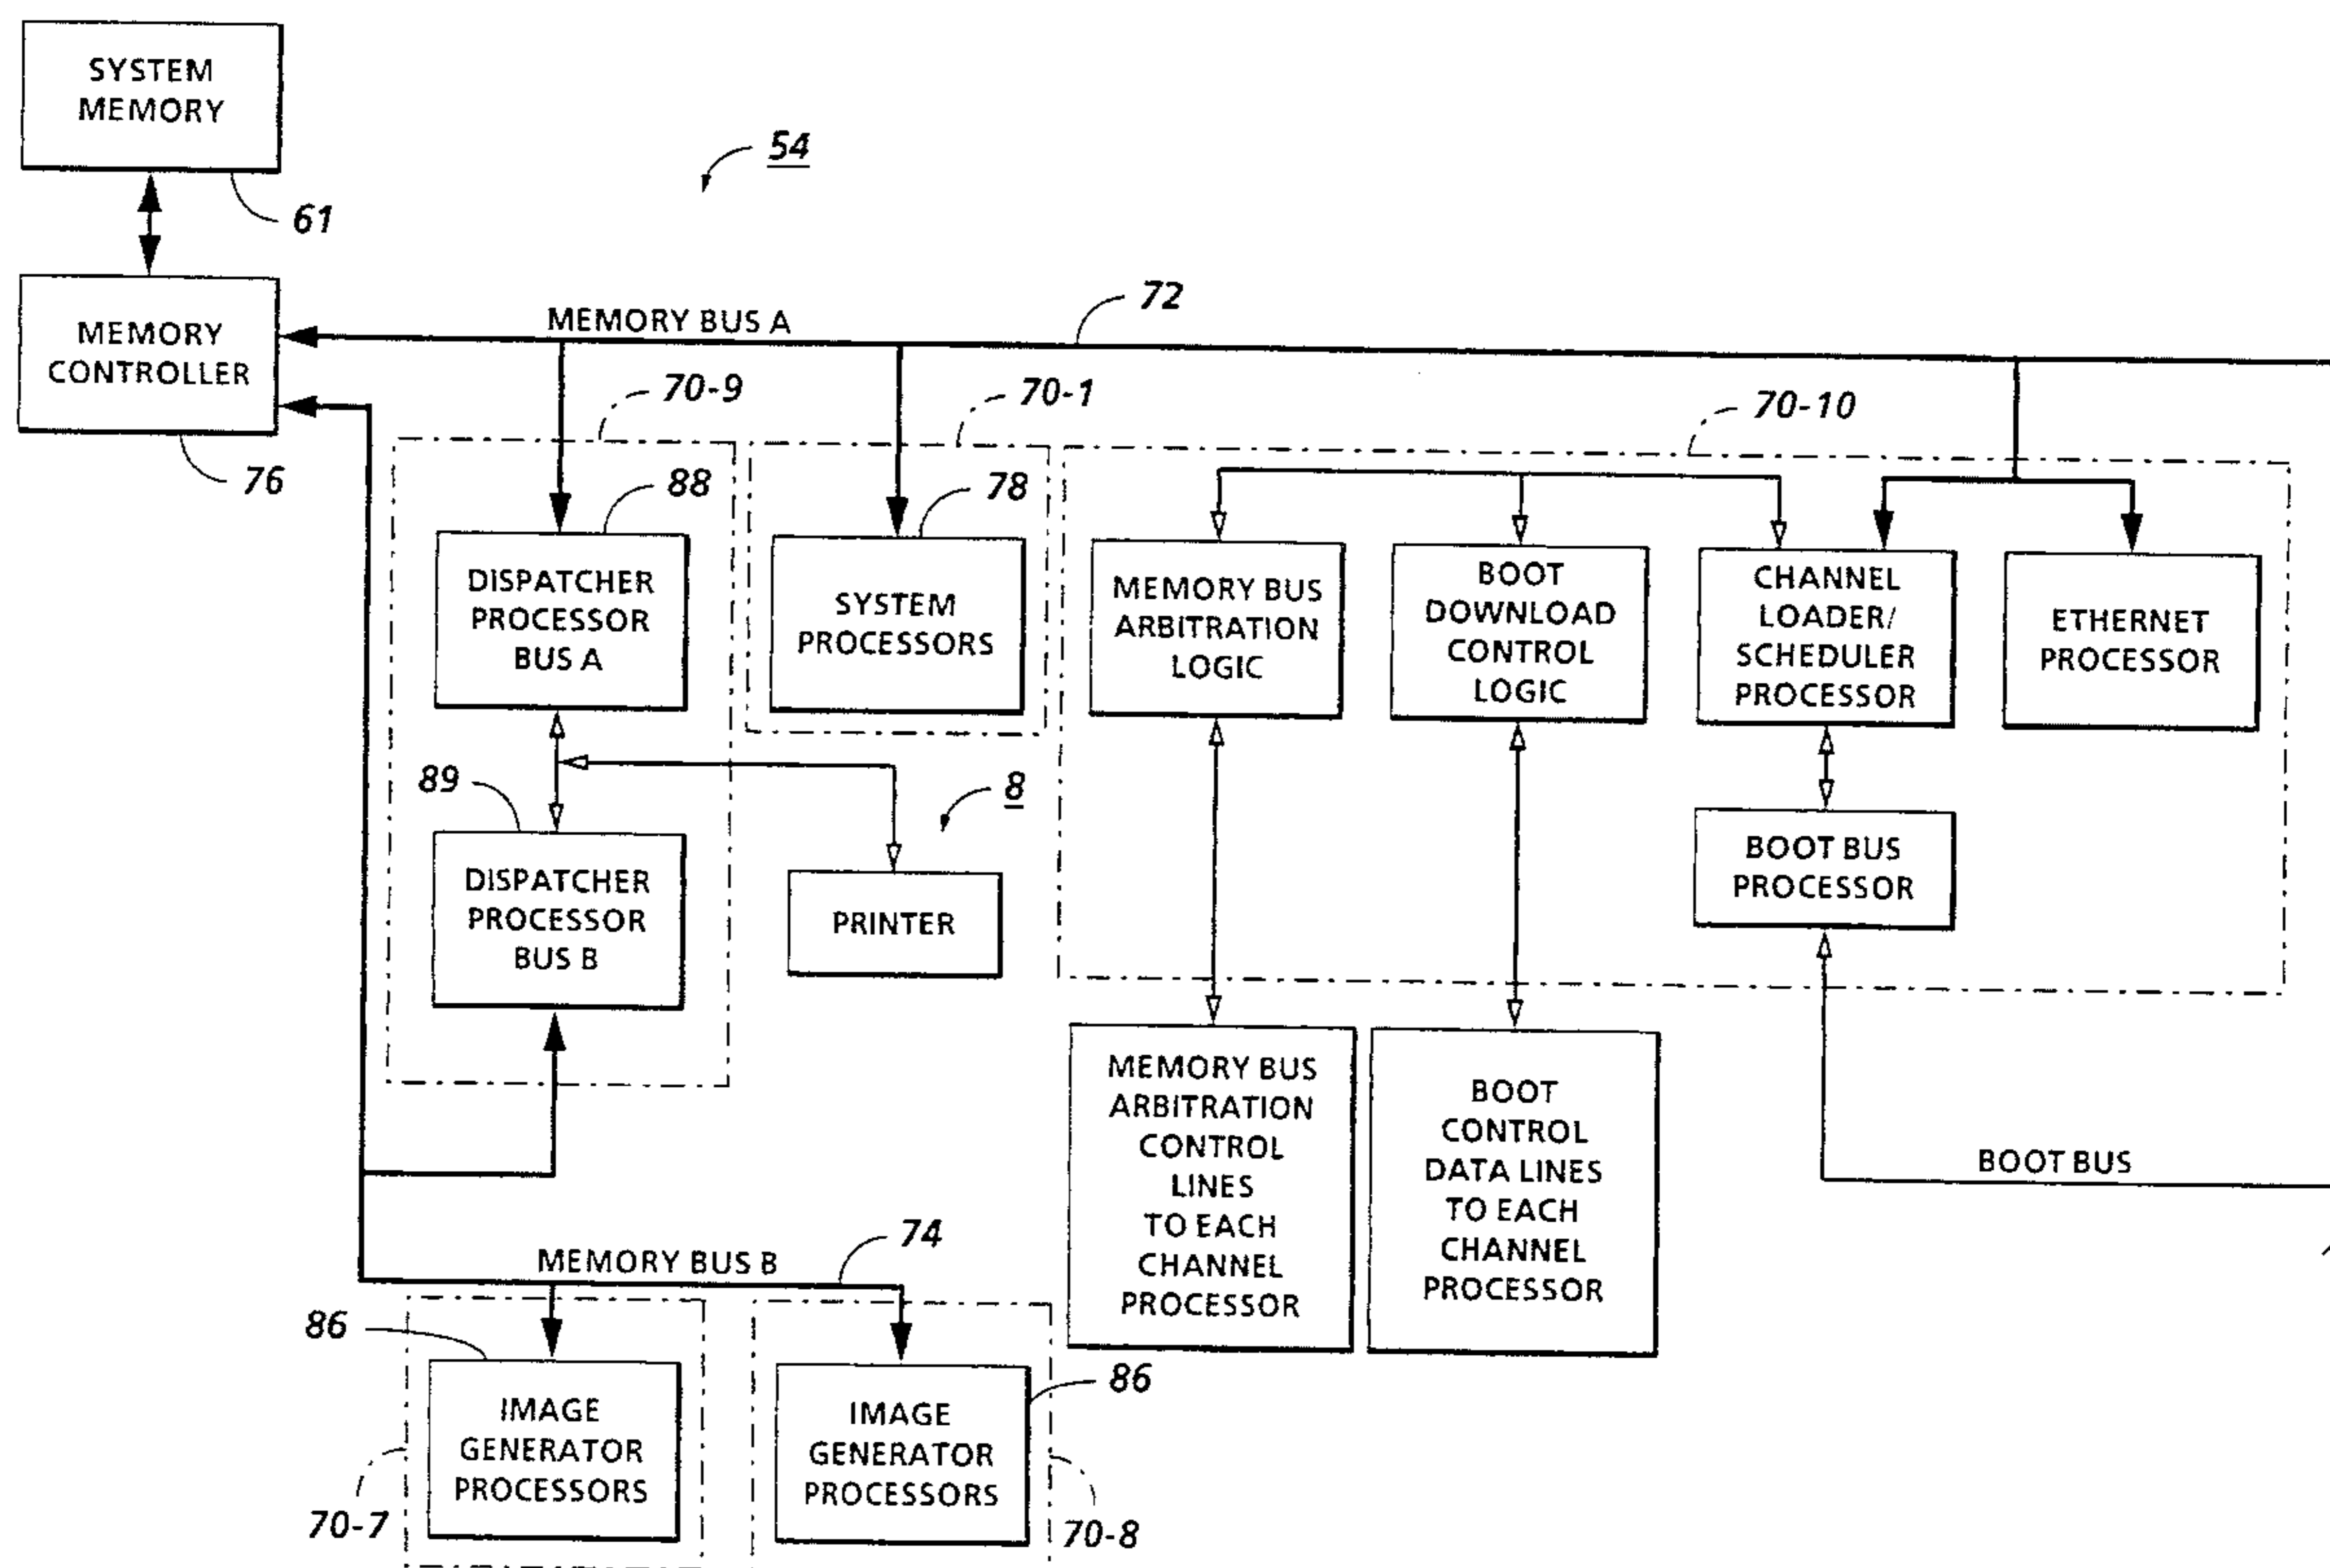 SYSTEM
MEMORY
54
61
72
MEMORY BUS A
MEMORY
CONTROLLER
76
70-9
70-1
70-10
88
78
DISPATCHER
PROCESSOR
BUS A
SYSTEM
PROCESSORS
MEMORY BUS
ARBITRATION
LOGIC
BOOT
DOWNLOAD
CONTROL
LOGIC
CHANNEL
LOADER/
SCHEDULER
PROCESSOR
ETHERNET
PROCESSOR
89
8
DISPATCHER
PROCESSOR
BUS B
PRINTER
BOOT BUS
PROCESSOR
MEMORY BUS
ARBITRATION
CONTROL
LINES
TO EACH
CHANNEL
PROCESSOR
BOOT
CONTROL
DATA LINES
TO EACH
CHANNEL
PROCESSOR
BOOT BUS
74
MEMORY BUS B
86
86
IMAGE
GENERATOR
PROCESSORS
IMAGE
GENERATOR
PROCESSORS
70-7
70-8